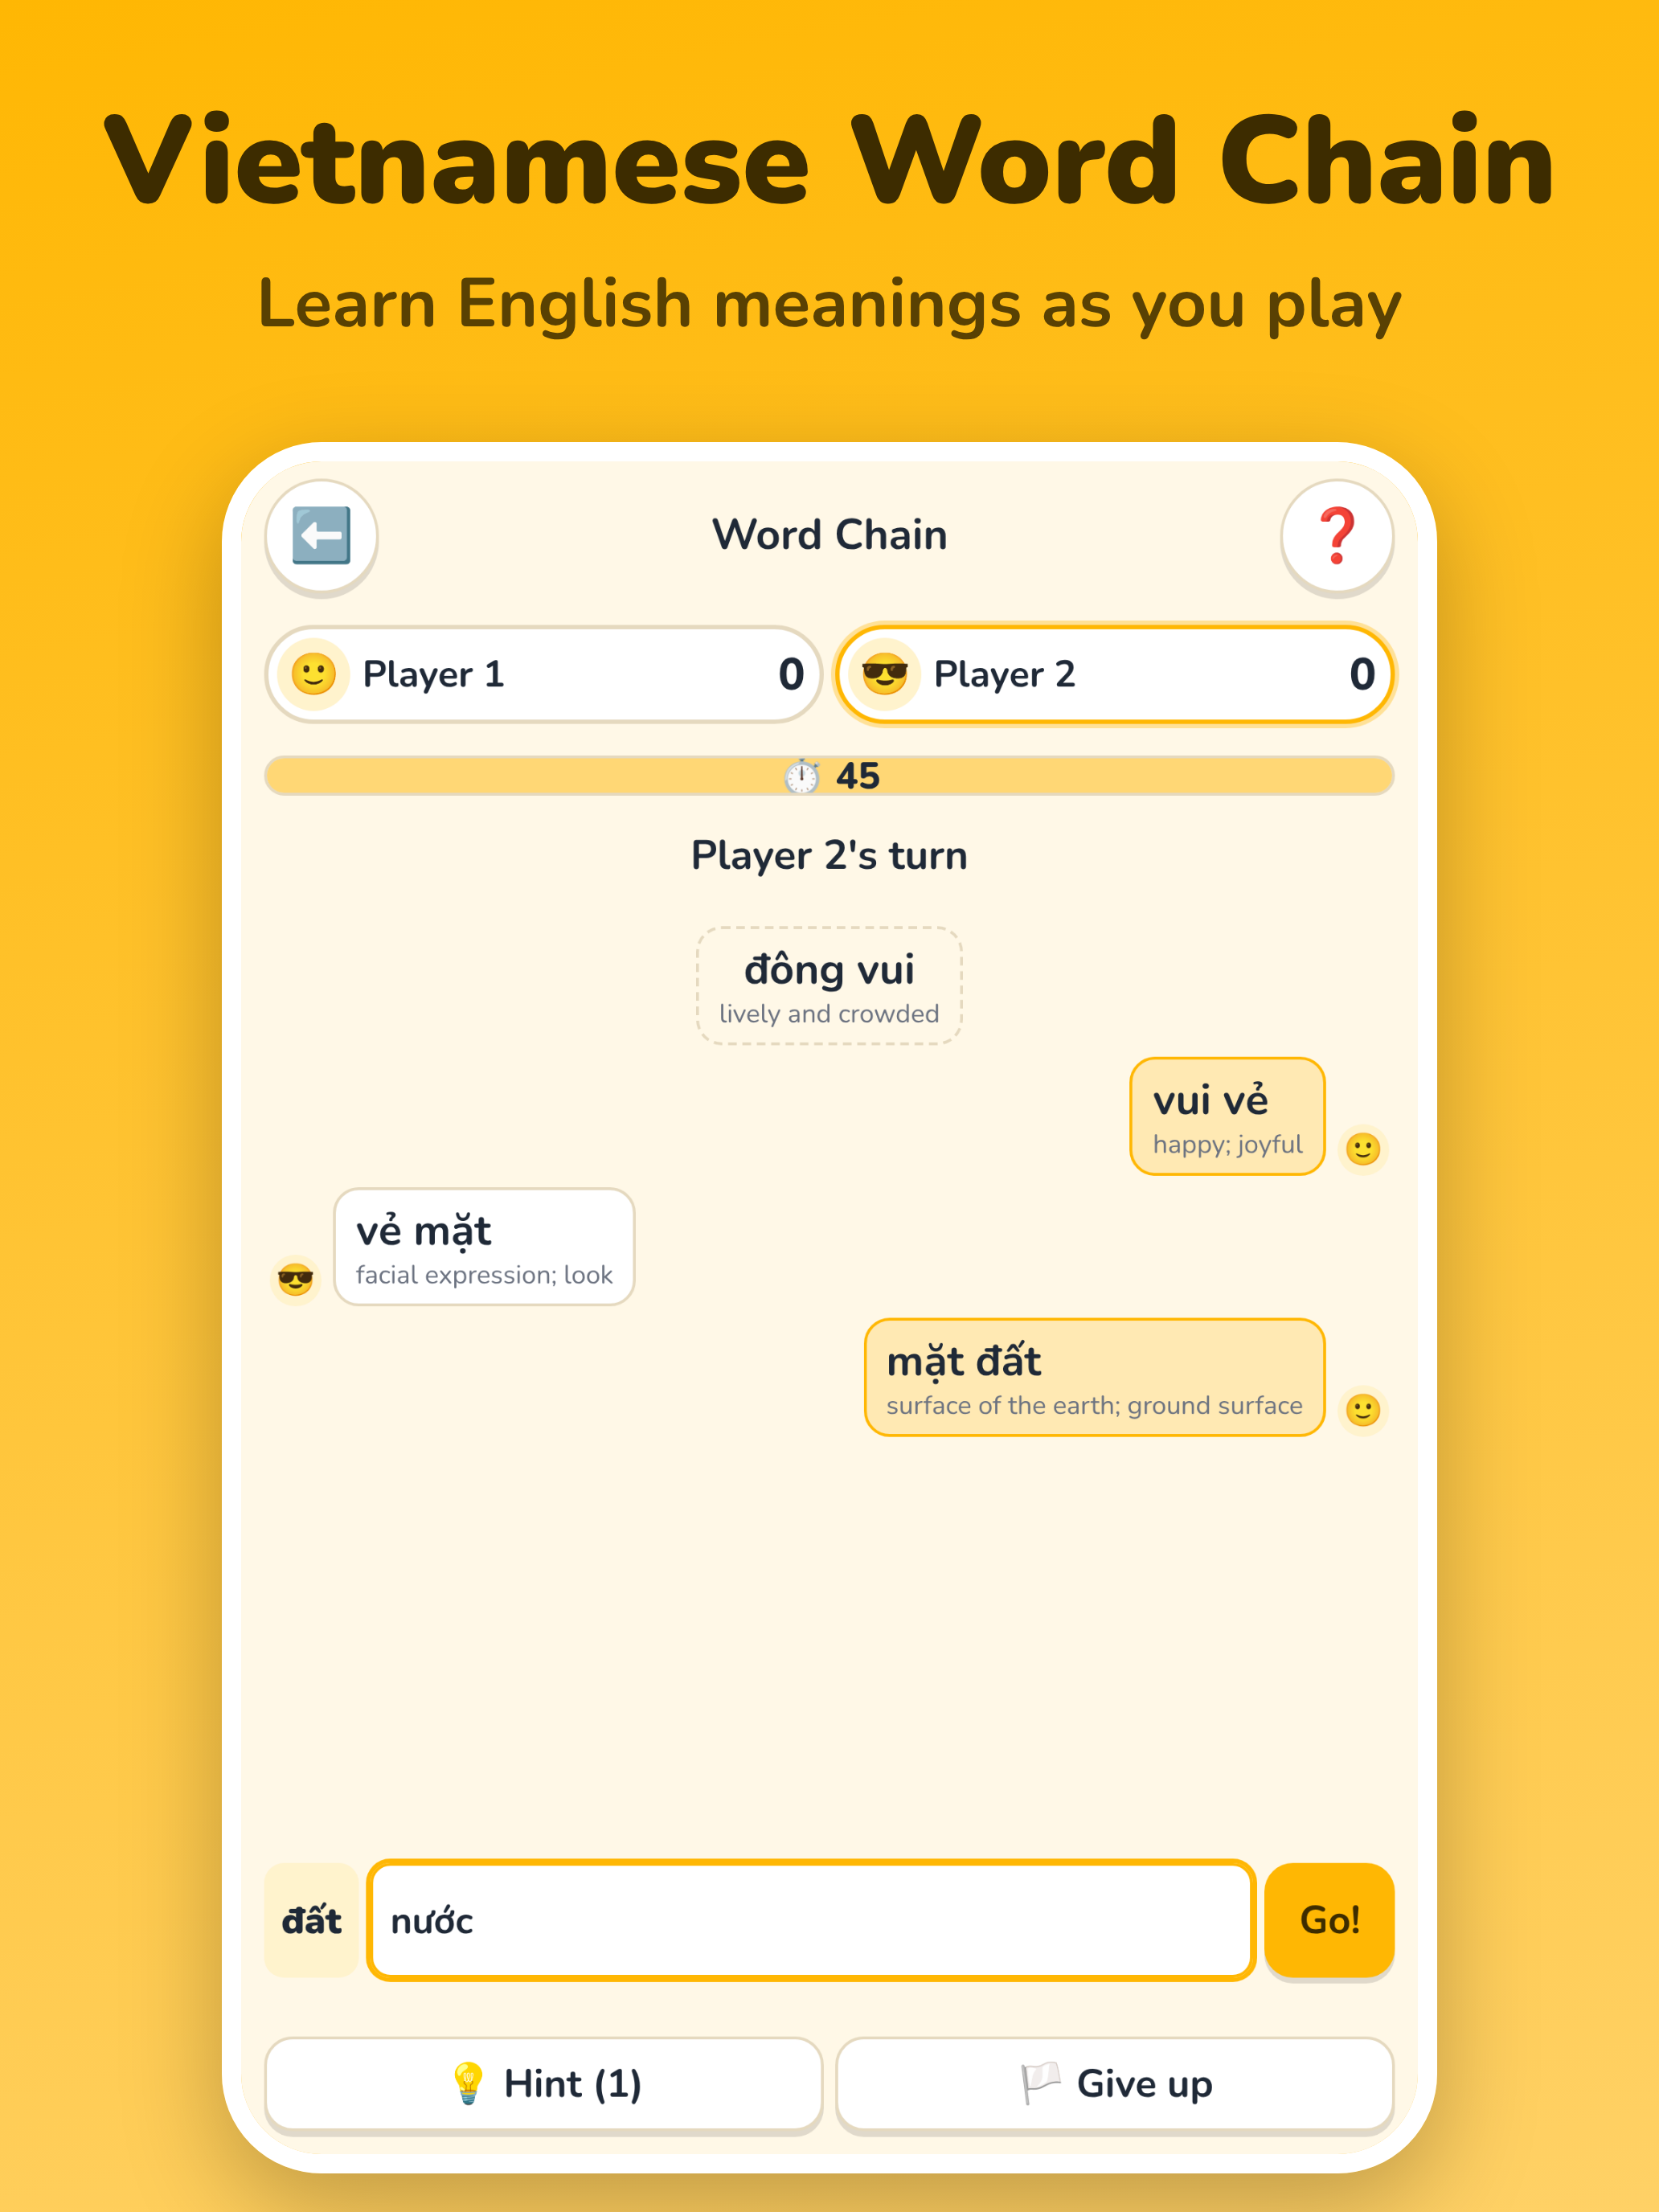 Vietnamese Word Chain
Learn English meanings as you play
Word Chain
Player 1 0
Player 2 0
45
Player 2's turn
đông vui
lively and crowded
vui vẻ
happy; joyful
vẻ mặt
facial expression; look
mặt đất
surface of the earth; ground surface
đất nước Go!
Hint (1)
Give up